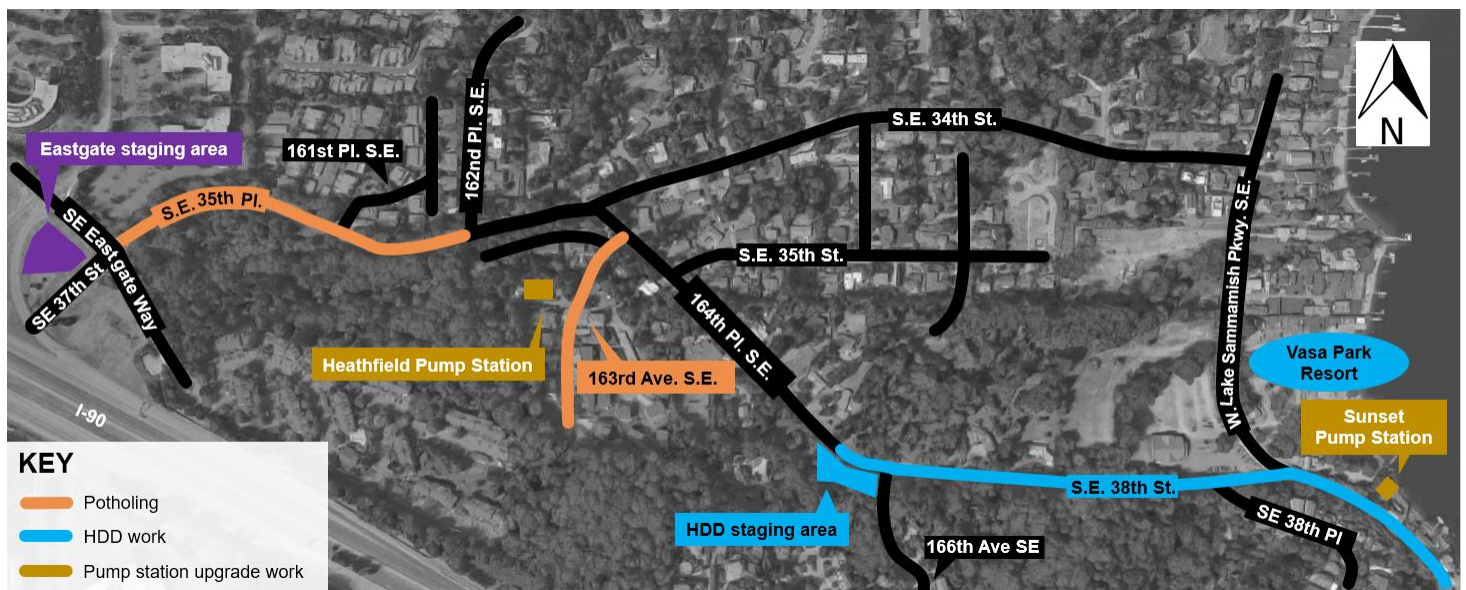 162nd Pl. S.E.
S.E. 34th St.
N
Eastgate staging area
161st Pl. S.E.
S.E. 35th Pl.
SE Eastgate Way
SE 37th St.
S.E. 35th St.
W. Lake Sammamish Pkwy. S.E.
164th Pl. S.E.
Heathfield Pump Station
163rd Ave. S.E.
Vasa Park
Resort
Sunset
Pump Station
I-90
S.E. 38th St.
SE 38th Pl
HDD staging area
166th Ave SE
KEY
Potholing
HDD work
Pump station upgrade work